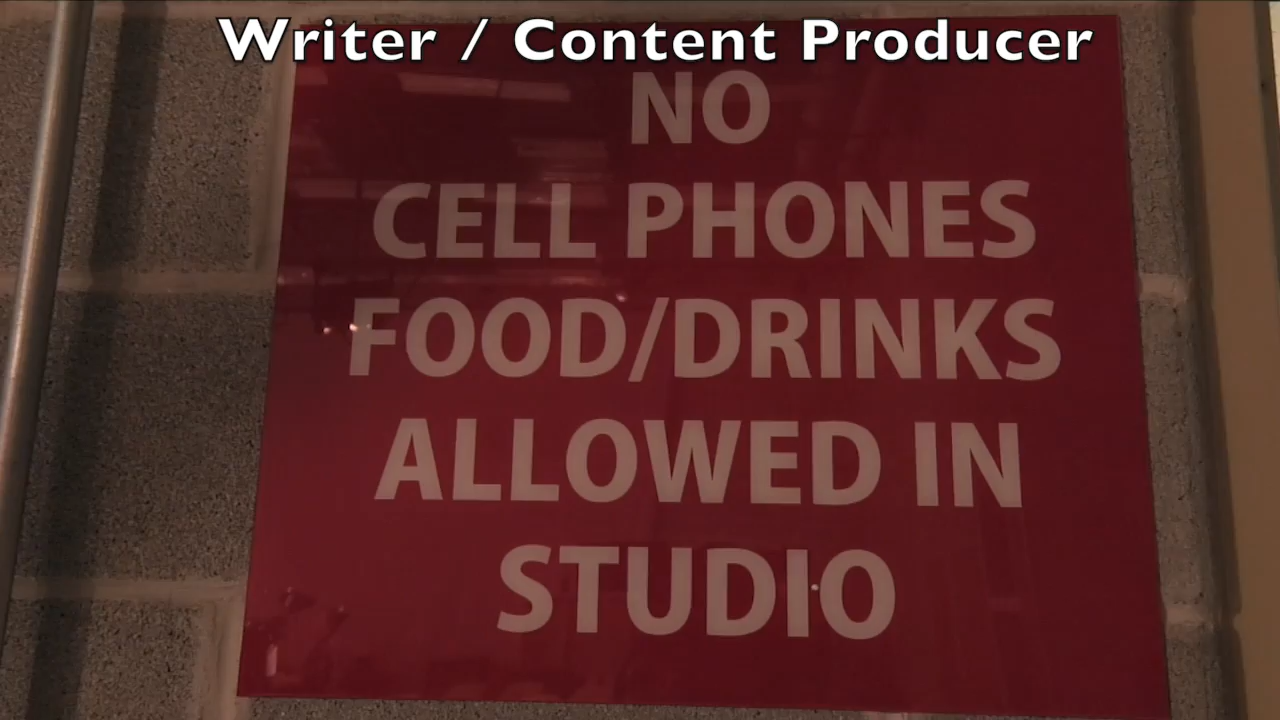 Writer / Content Producer
NO
CELL PHONES
FOOD/DRINKS
ALLOWED IN
STUDIO